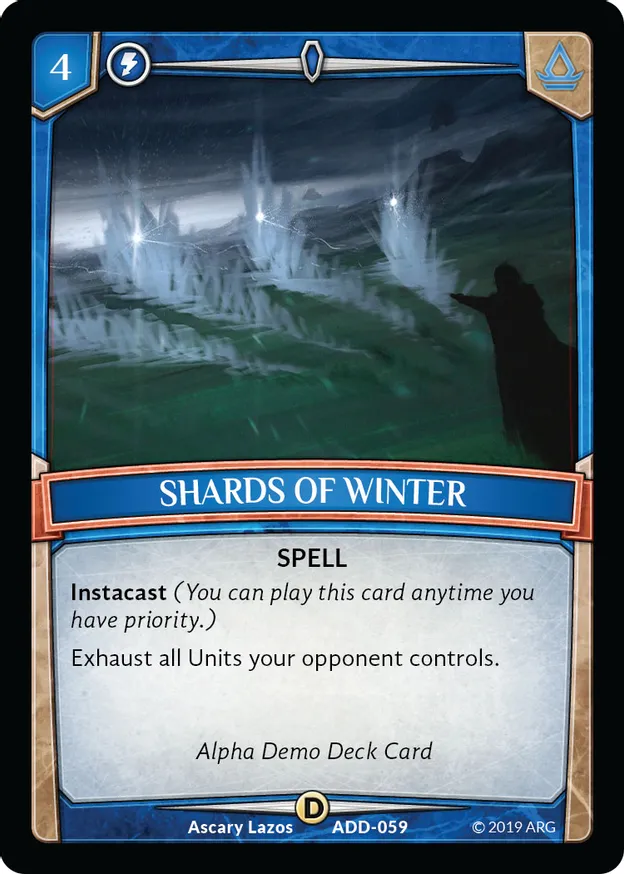 4
SHARDS OF WINTER
SPELL
Instacast (You can play this card anytime you
have priority.)
Exhaust all Units your opponent controls.
Alpha Demo Deck Card
D
Ascary Lazos ADD-059 © 2019 ARG